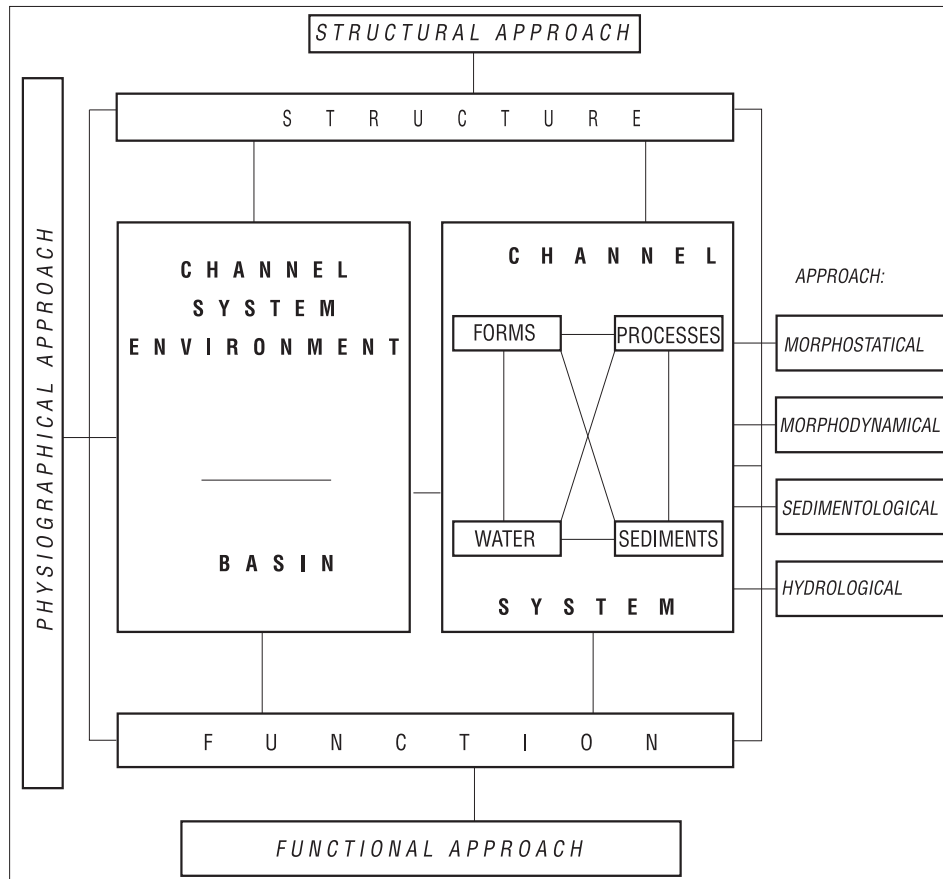 STRUCTURAL APPROACH
STRUCTURE
PHYSIOGRAPHICAL APPROACH
CHANNEL
SYSTEM
ENVIRONMENT
BASIN
CHANNEL
FORMS
PROCESSES
WATER
SEDIMENTS
SYSTEM
APPROACH:
MORPHOSTATICAL
MORPHODYNAMICAL
SEDIMENTOLOGICAL
HYDROLOGICAL
FUNCTION
FUNCTIONAL APPROACH